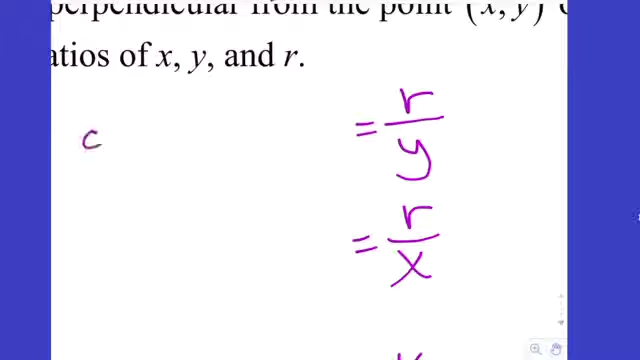 perpendicular from the point (x, y)
atios of x, y, and r.
c = r/y
= r/x